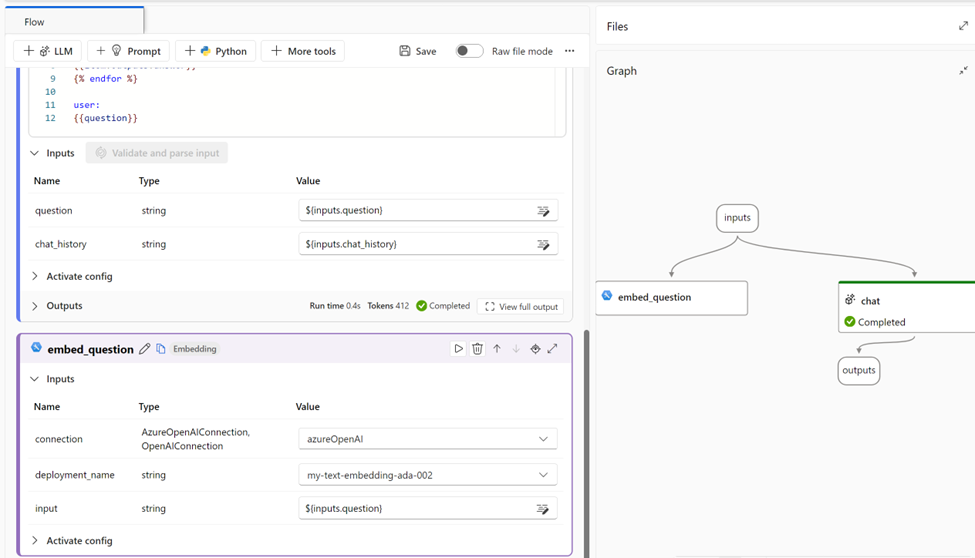 Flow
LLM
Prompt
Python
More tools
Save
Raw file mode
9 {% endfor %}
10
11 user:
12 {{question}}
Inputs
Validate and parse input
Name Type Value
question string ${inputs.question}
chat_history string ${inputs.chat_history}
Activate config
Outputs Run time 0.4s Tokens 412 Completed View full output
embed_question Embedding
Inputs
Name Type Value
connection AzureOpenAIConnection, OpenAIConnection azureOpenAI
deployment_name string my-text-embedding-ada-002
input string ${inputs.question}
Activate config
Files
Graph
inputs
embed_question
chat
Completed
outputs